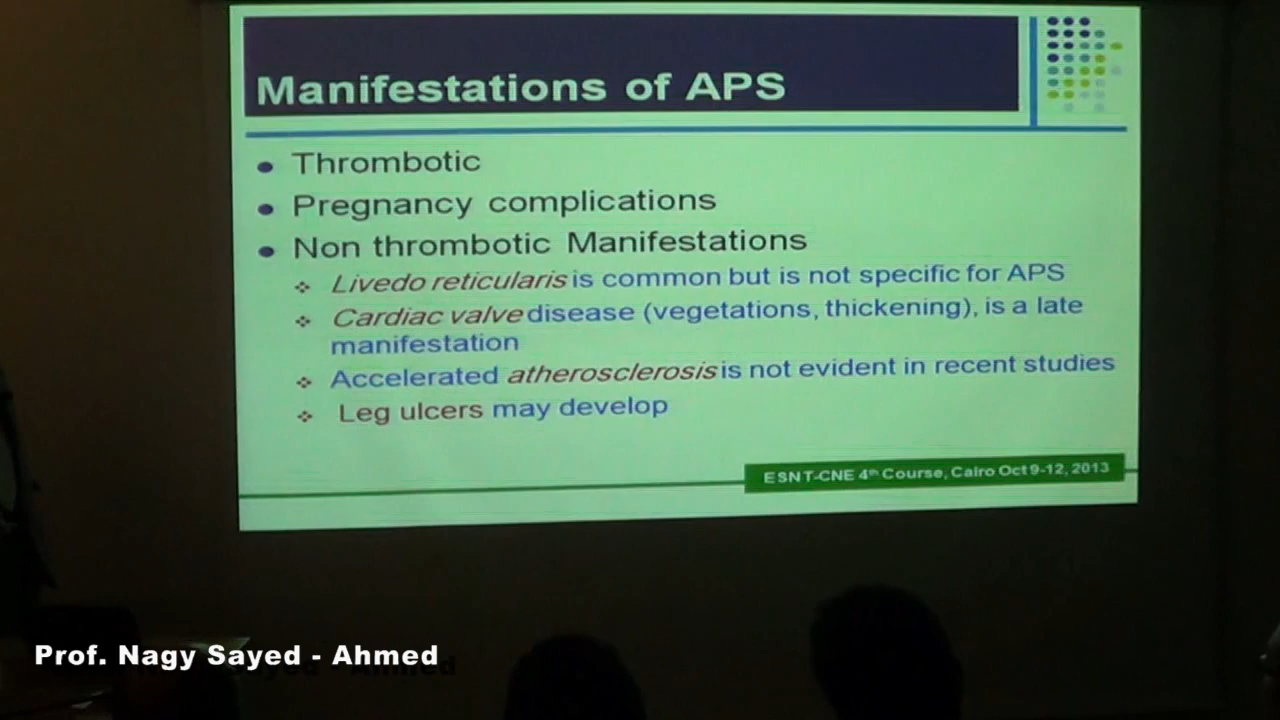 Manifestations of APS
Thrombotic
Pregnancy complications
Non thrombotic Manifestations
Livedo reticularis is common but is not specific for APS
Cardiac valve disease (vegetations, thickening), is a late
manifestation
Accelerated atherosclerosis is not evident in recent studies
Leg ulcers may develop
ESNT-CNE 4th Course, Cairo Oct 9-12, 2013
Prof. Nagy Sayed - Ahmed